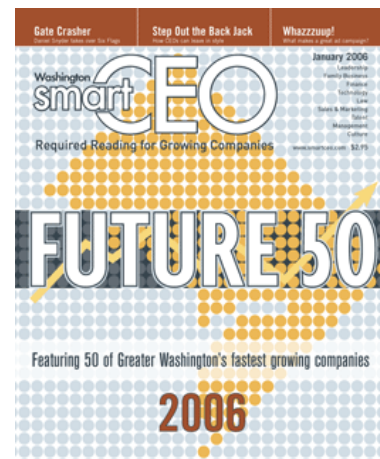 Gate Crasher
Daniel Snyder takes over Six Flags
Step Out the Back Jack
How CEOs can leave in style
Whazzzuup!
What makes a great ad campaign?
January 2006
Leadership
Family Business
Finance
Technology
Law
Sales & Marketing
Talent
Management
Culture
www.smartceo.com $2.95
Washington
smart CEO
Required Reading for Growing Companies
FUTURE 50
Featuring 50 of Greater Washington's fastest growing companies
2006